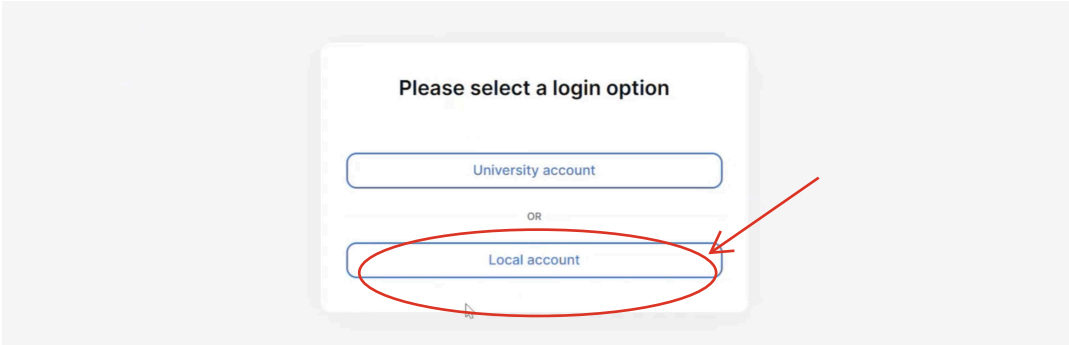 Please select a login option
University account
OR
Local account